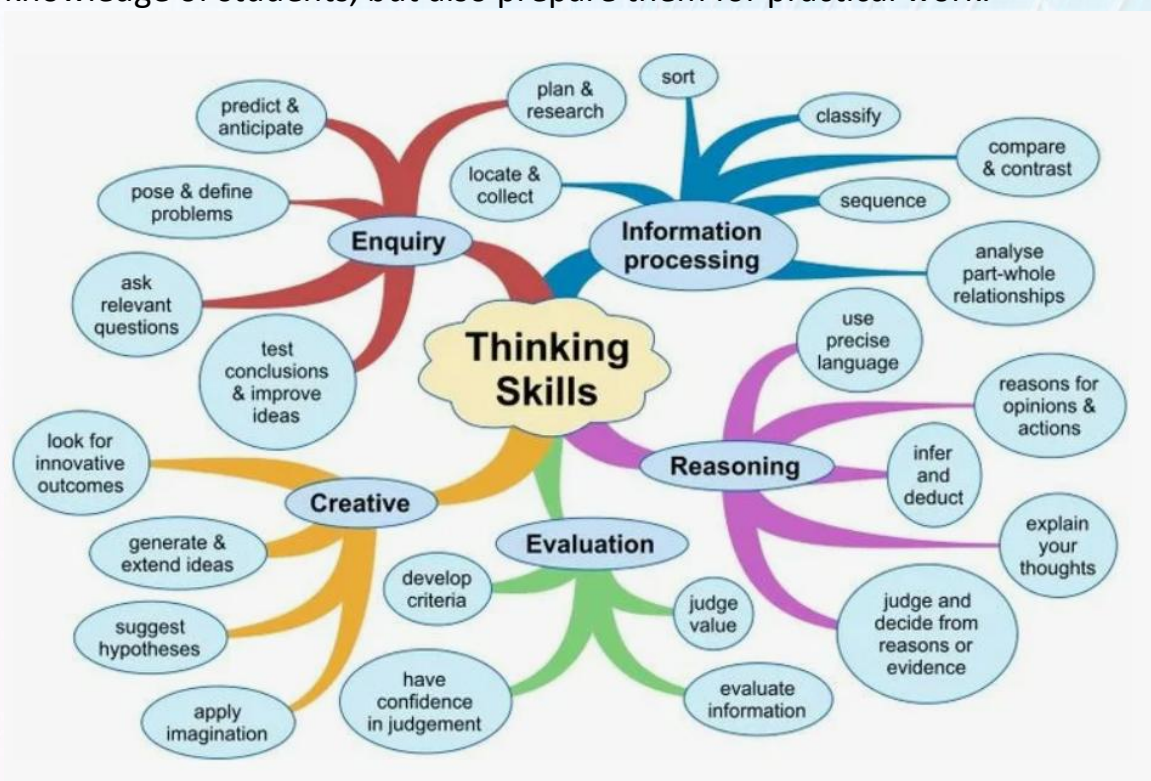 knowledge of students, but also prepare them for practical work.
Thinking
Skills
Enquiry
predict &
anticipate
plan &
research
pose & define
problems
ask
relevant
questions
test
conclusions
& improve
ideas
Information
processing
sort
classify
compare
& contrast
locate &
collect
sequence
analyse
part-whole
relationships
Reasoning
use
precise
language
reasons for
opinions &
actions
infer
and
deduct
explain
your
thoughts
judge and
decide from
reasons or
evidence
Evaluation
develop
criteria
judge
value
have
confidence
in judgement
evaluate
information
Creative
look for
innovative
outcomes
generate &
extend ideas
suggest
hypotheses
apply
imagination